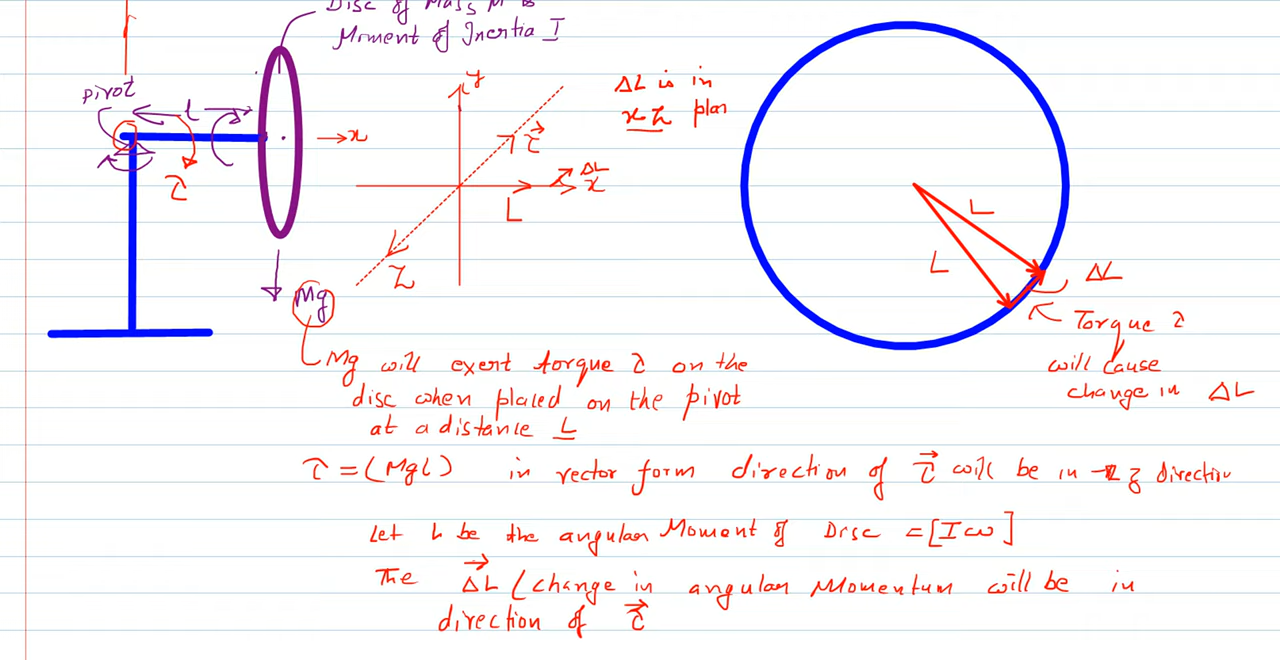 Disc of Mass M is
Moment of Inertia I
pivot
l
τ
x
Mg
y
τ
ΔL
x
L
Z
ΔL is in
x z plan
L
L
ΔL
Torque τ
will cause
change in ΔL
Mg will exert torque τ on the
disc when placed on the pivot
at a distance L
τ = (Mgl) in vector form direction of τ will be in -z direction
Let L be the angular Moment of Disc = [Iω]
The ΔL (change in angular Momentum will be in
direction of τ